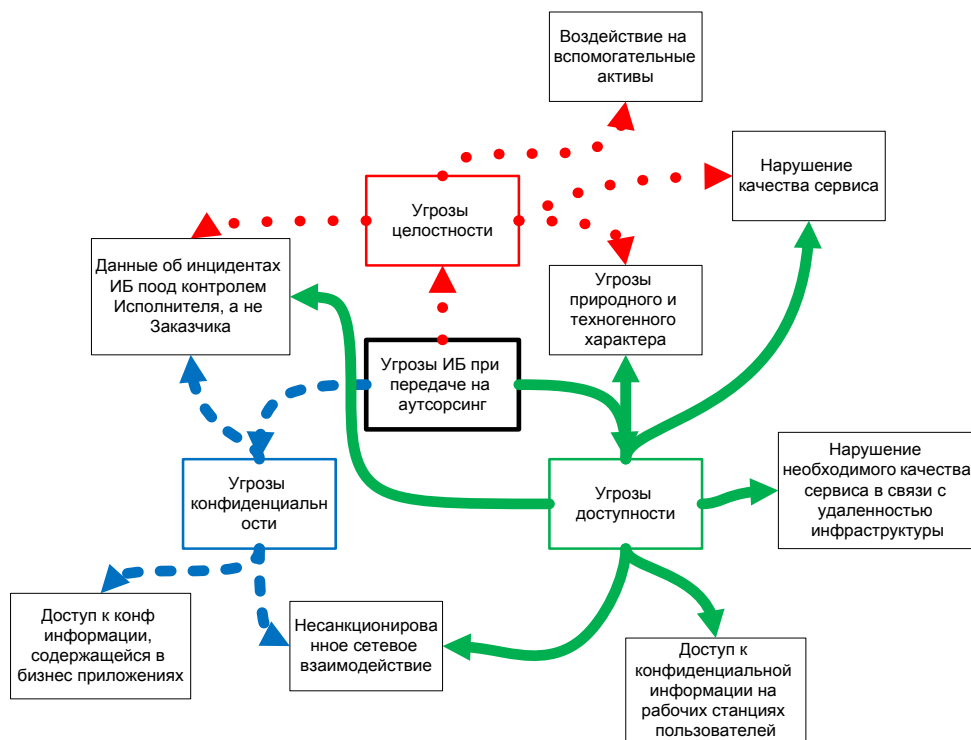 Воздействие на
вспомогательные
активы
Нарушение
качества сервиса
Угрозы
целостности
Данные об инцидентах
ИБ поод контролем
Исполнителя, а не
Заказчика
Угрозы
природного и
техногенного
характера
Угрозы ИБ при
передаче на
аутсорсинг
Угрозы
конфиденциальн
ости
Угрозы
доступности
Нарушение
необходимого качества
сервиса в связи с
удаленностью
инфраструктуры
Доступ к конф
информации,
содержащейся в
бизнес приложениях
Несанкционирова
нное сетевое
взаимодействие
Доступ к
конфиденциальной
информации на
рабочих станциях
пользователей